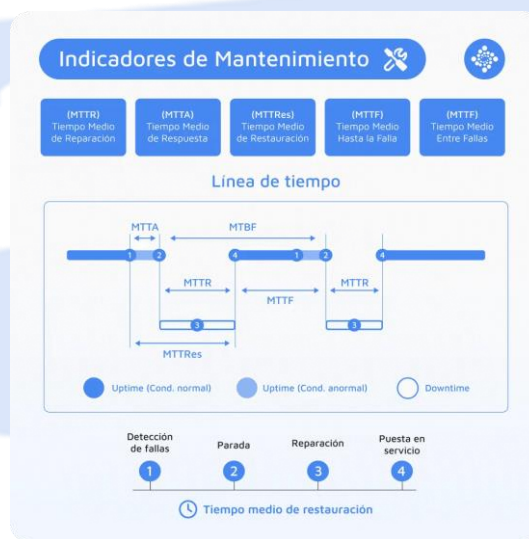 Indicadores de Mantenimiento
(MTTR)
Tiempo Medio
de Reparación
(MTTA)
Tiempo Medio
de Respuesta
(MTTRes)
Tiempo Medio
de Restauración
(MTTF)
Tiempo Medio
Hasta la Falla
(MTTF)
Tiempo Medio
Entre Fallas
Línea de tiempo
MTTA
MTBF
1
2
4
1
2
4
MTTR
MTTF
MTTR
3
3
MTTRes
Uptime (Cond. normal)
Uptime (Cond. anormal)
Downtime
Detección
de fallas
Parada
Reparación
Puesta en
servicio
1
2
3
4
Tiempo medio de restauración